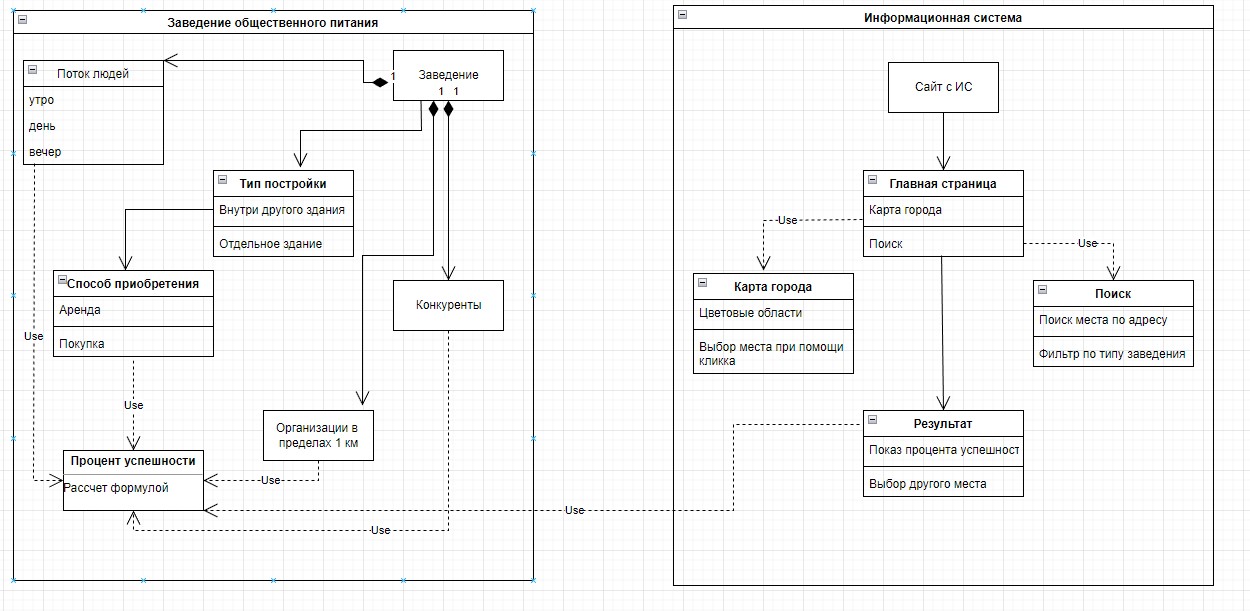 Заведение общественного питания
Поток людей
утро
день
вечер
1
Заведение
1 1
Тип постройки
Внутри другого здания
Отдельное здание
Способ приобретения
Аренда
Покупка
Конкуренты
Use
Use
Организации в
пределах 1 км
Процент успешности
Рассчет формулой
Use
Use
Use
Информационная система
Сайт с ИС
Главная страница
Карта города
Поиск
Use
Use
Карта города
Цветовые области
Выбор места при помощи
кликка
Поиск
Поиск места по адресу
Фильтр по типу заведения
Результат
Показ процента успешност
Выбор другого места